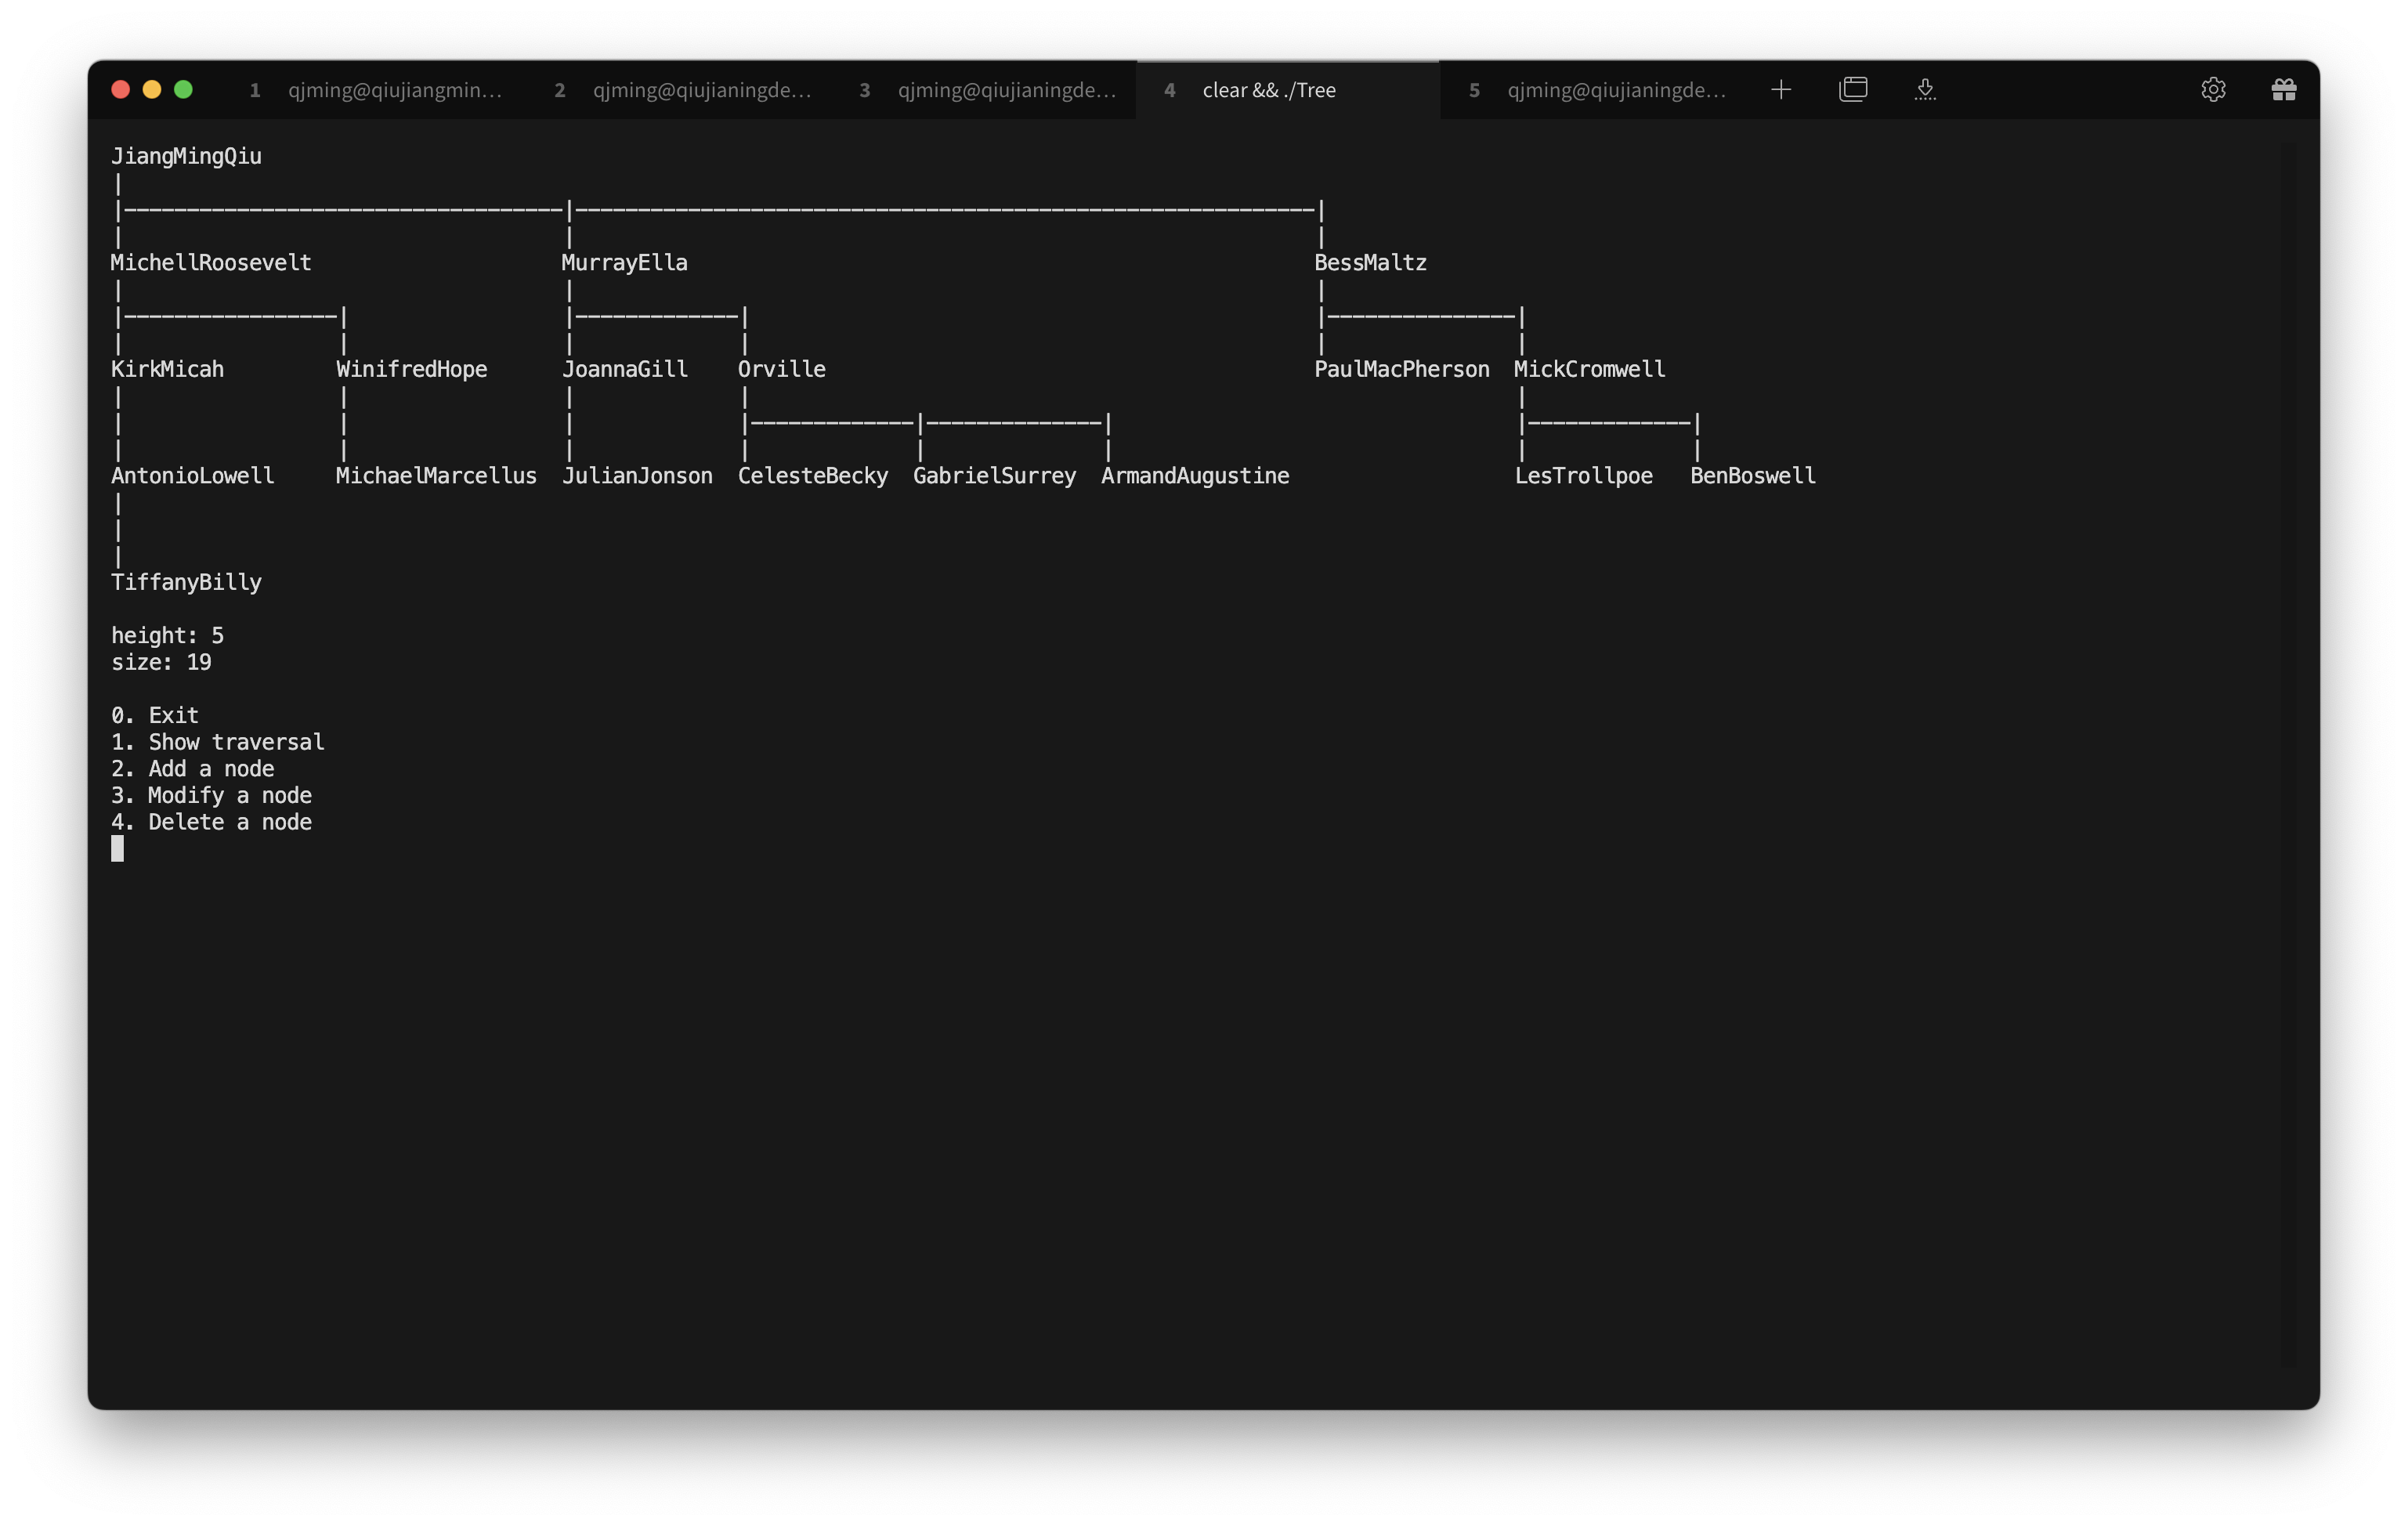 1 qjming@qiujiangmin... 2 qjming@qiujianingde... 3 qjming@qiujianingde... 4 clear && ./Tree 5 qjming@qiujianingde...
JiangMingQiu
MichellRoosevelt MurrayElla BessMaltz
KirkMicah WinifredHope JoannaGill Orville PaulMacPherson MickCromwell
AntonioLowell MichaelMarcellus JulianJonson CelesteBecky GabrielSurrey ArmandAugustine LesTrollpoe BenBoswell
TiffanyBilly
height: 5
size: 19
0. Exit
1. Show traversal
2. Add a node
3. Modify a node
4. Delete a node